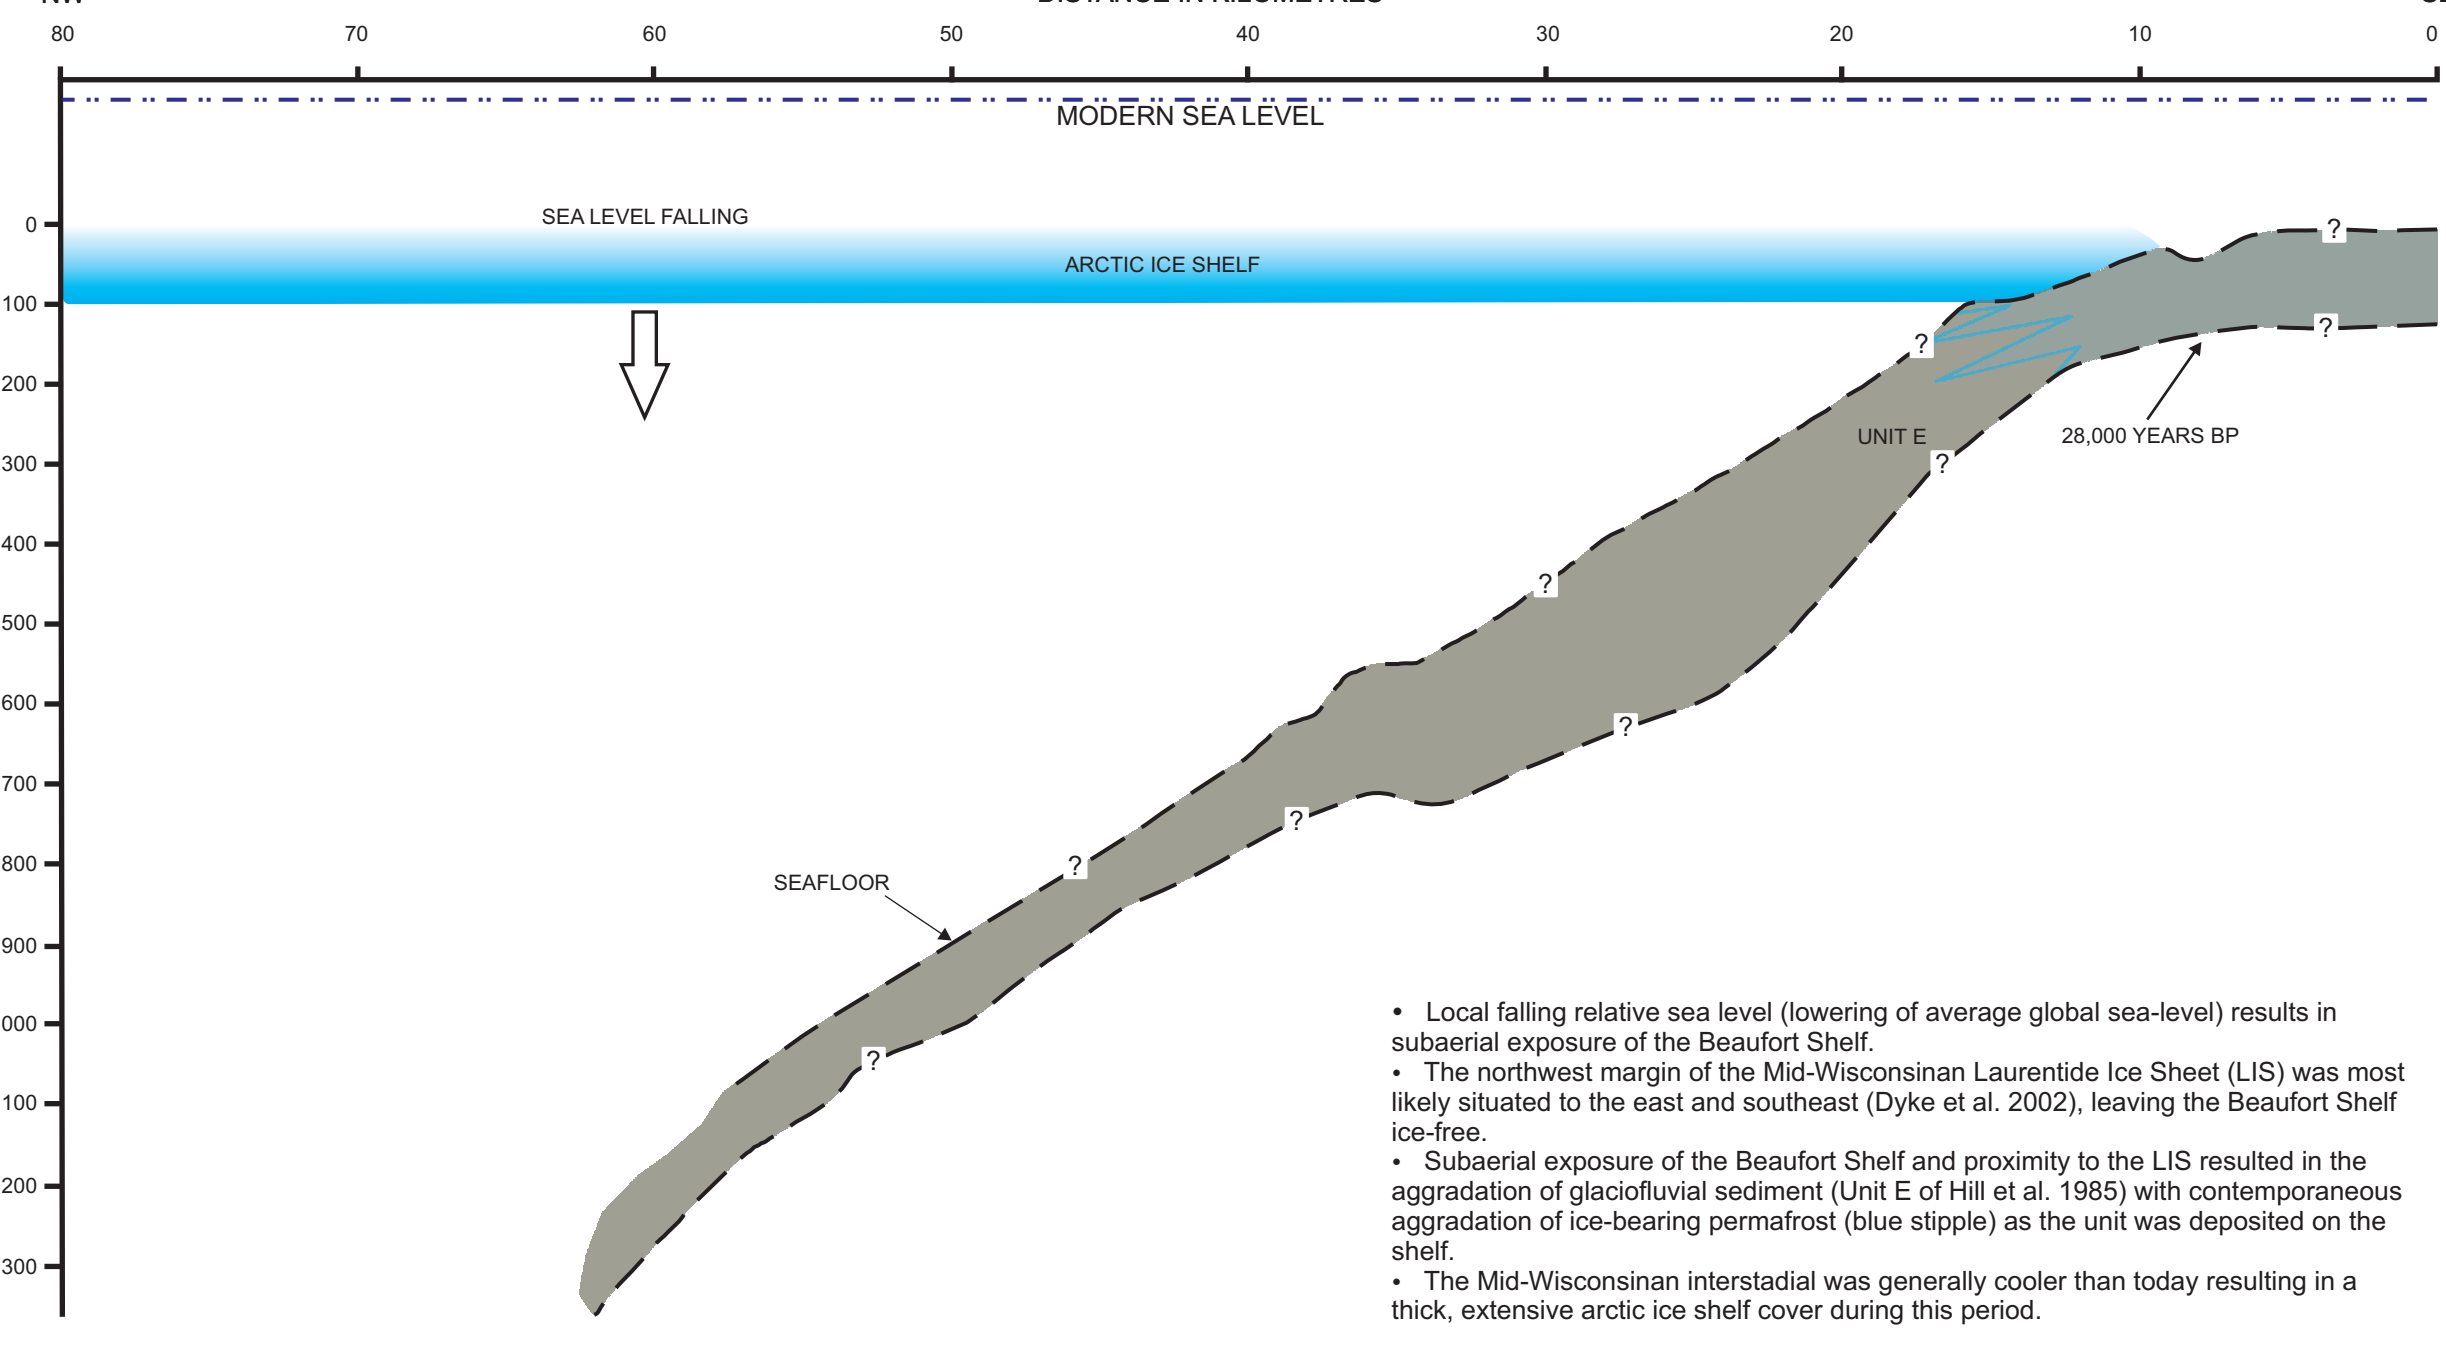 NW DISTANCE IN KILOMETRES
80 70 60 50 40 30 20 10 0
MODERN SEA LEVEL
0
SEA LEVEL FALLING
?
ARCTIC ICE SHELF
100
?
?
200
28,000 YEARS BP
UNIT E
300
?
400
?
500
600
?
700
?
800
?
SEAFLOOR
900
000
?
100
200
300
• Local falling relative sea level (lowering of average global sea-level) results in
subaerial exposure of the Beaufort Shelf.
• The northwest margin of the Mid-Wisconsinan Laurentide Ice Sheet (LIS) was most
likely situated to the east and southeast (Dyke et al. 2002), leaving the Beaufort Shelf
ice-free.
• Subaerial exposure of the Beaufort Shelf and proximity to the LIS resulted in the
aggradation of glaciofluvial sediment (Unit E of Hill et al. 1985) with contemporaneous
aggradation of ice-bearing permafrost (blue stipple) as the unit was deposited on the
shelf.
• The Mid-Wisconsinan interstadial was generally cooler than today resulting in a
thick, extensive arctic ice shelf cover during this period.